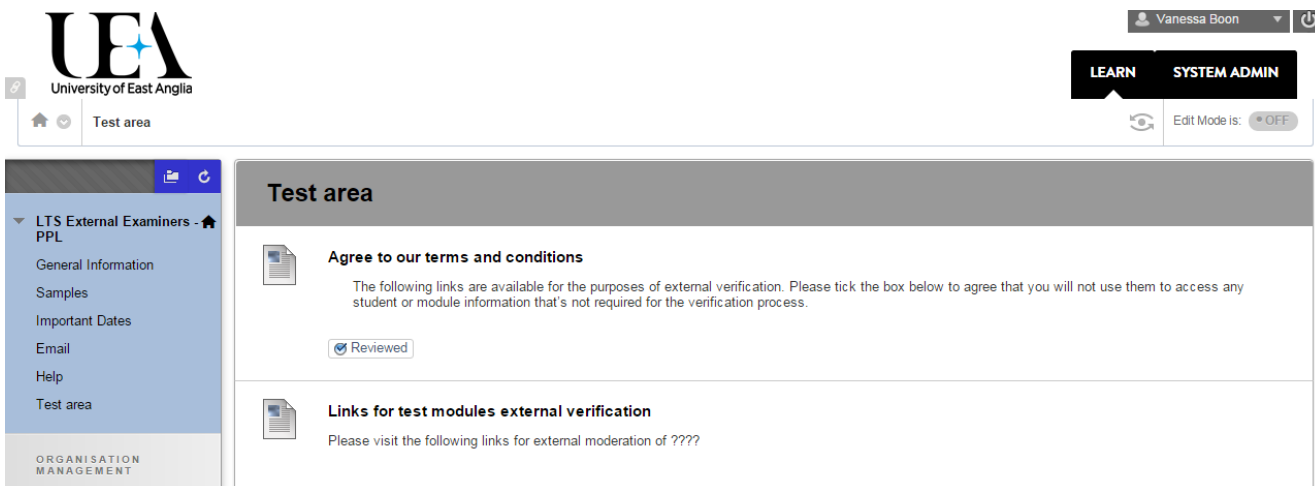 Vanessa Boon
UEA
University of East Anglia
LEARN SYSTEM ADMIN
Test area
Edit Mode is: OFF
LTS External Examiners -
PPL
General Information
Samples
Important Dates
Email
Help
Test area
ORGANISATION
MANAGEMENT
Test area
Agree to our terms and conditions
The following links are available for the purposes of external verification. Please tick the box below to agree that you will not use them to access any
student or module information that's not required for the verification process.
Reviewed
Links for test modules external verification
Please visit the following links for external moderation of ????